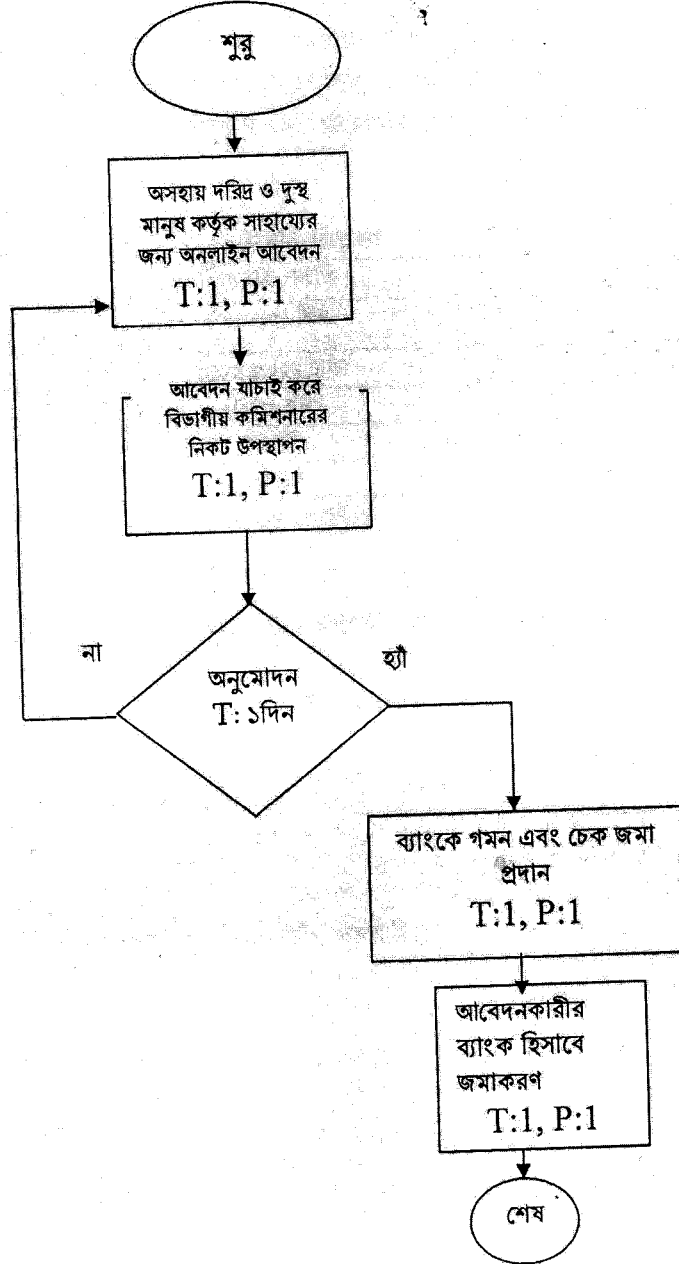 শুরু
অসহায় দরিদ্র ও দুস্থ
মানুষ কর্তৃক সাহায্যের
জন্য অনলাইন আবেদন
T:1, P:1
আবেদন যাচাই করে
বিভাগীয় কমিশনারের
নিকট উপস্থাপন
T:1, P:1
না
হ্যাঁ
অনুমোদন
T: ১দিন
ব্যাংকে গমন এবং চেক জমা
প্রদান
T:1, P:1
আবেদনকারীর
ব্যাংক হিসাবে
জমাকরণ
T:1, P:1
শেষ